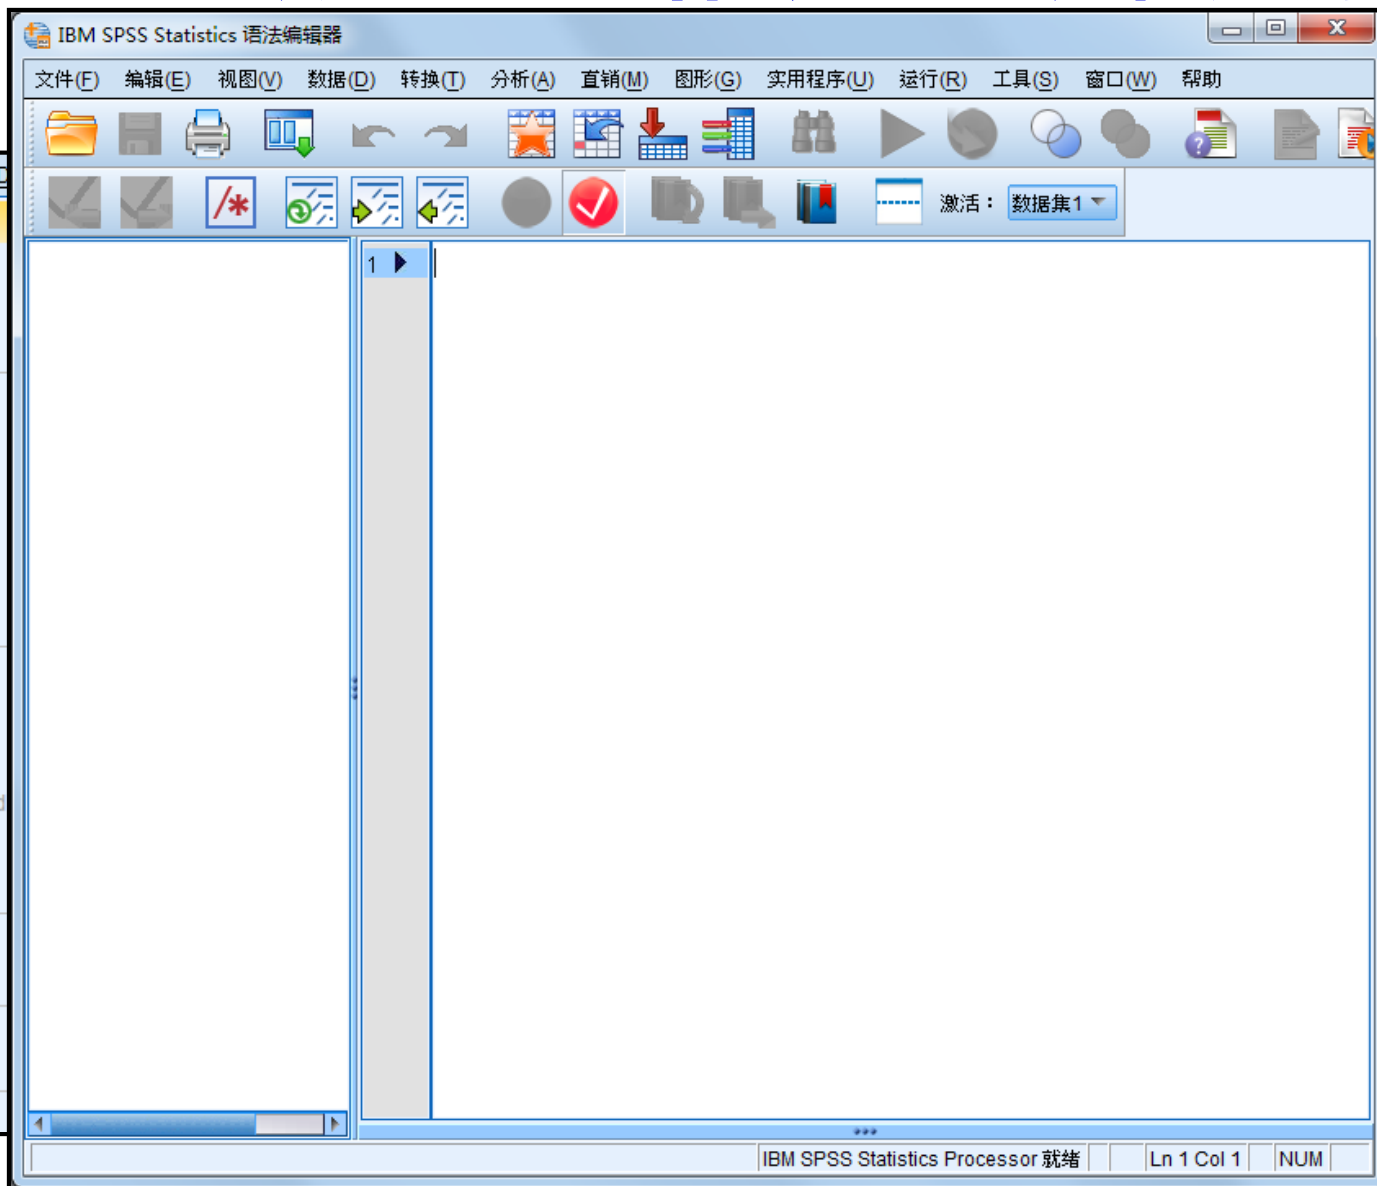 IBM SPSS Statistics 语法编辑器
文件(F) 编辑(E) 视图(V) 数据(D) 转换(T) 分析(A) 直销(M) 图形(G) 实用程序(U) 运行(R) 工具(S) 窗口(W) 帮助
/*
激活： 数据集1
1
IBM SPSS Statistics Processor 就绪 Ln 1 Col 1 NUM